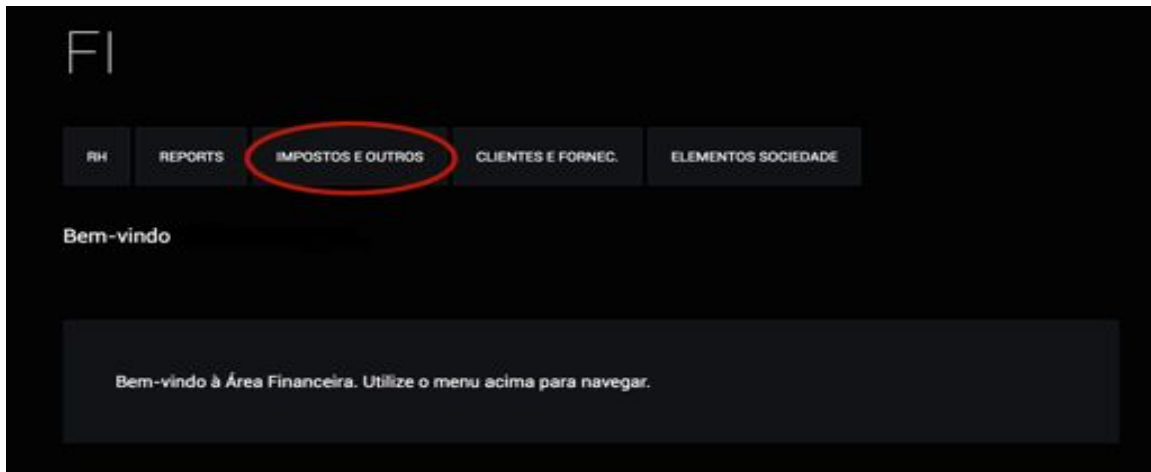 FI
RH REPORTS IMPOSTOS E OUTROS CLIENTES E FORNEC. ELEMENTOS SOCIEDADE
Bem-vindo
Bem-vindo à Área Financeira. Utilize o menu acima para navegar.